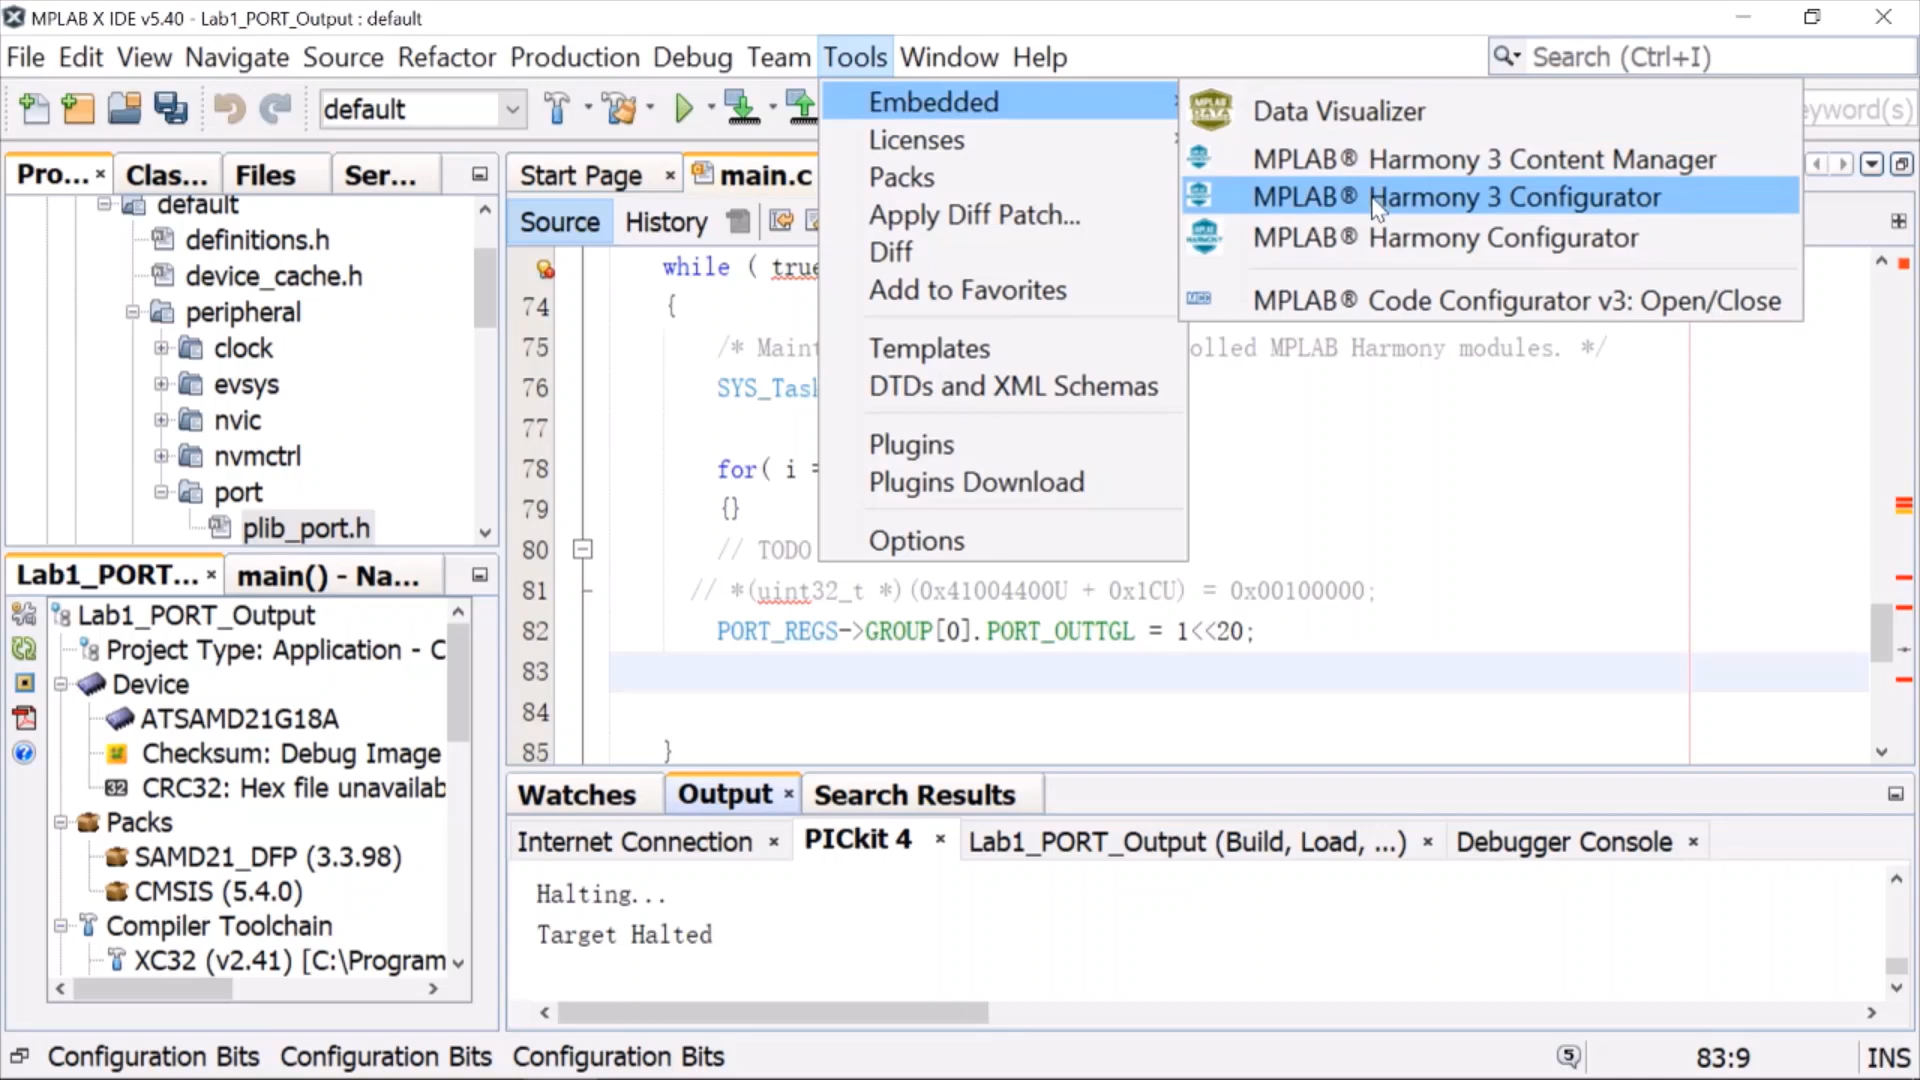 MPLAB X IDE v5.40 - Lab1_PORT_Output : default
File Edit View Navigate Source Refactor Production Debug Team Tools Window Help
Search (Ctrl+I)
default
eyword(s)
Embedded
Licenses
Packs
Apply Diff Patch...
Diff
Add to Favorites
Templates
DTDs and XML Schemas
Plugins
Plugins Download
Options
Data Visualizer
MPLAB® Harmony 3 Content Manager
MPLAB® Harmony 3 Configurator
MPLAB® Harmony Configurator
MPLAB® Code Configurator v3: Open/Close
Pro... × Clas... Files Ser...
default
definitions.h
device_cache.h
peripheral
clock
evsys
nvic
nvmctrl
port
plib_port.h
Start Page × main.c
Source History
while ( true
74 {
75 /* Maint olled MPLAB Harmony modules. */
76 SYS_Task
77
78 for( i =
79 {}
80 // TODO
81 // *(uint32_t *)(0x41004400U + 0x1CU) = 0x00100000;
82 PORT_REGS->GROUP[0].PORT_OUTTGL = 1<<20;
83
84
85 }
Lab1_PORT... × main() - Na...
Lab1_PORT_Output
Project Type: Application - C
Device
ATSAMD21G18A
Checksum: Debug Image
CRC32: Hex file unavailab
Packs
SAMD21_DFP (3.3.98)
CMSIS (5.4.0)
Compiler Toolchain
XC32 (v2.41) [C:\Program
Watches Output × Search Results
Internet Connection × PICkit 4 × Lab1_PORT_Output (Build, Load, ...) × Debugger Console ×
Halting...
Target Halted
Configuration Bits Configuration Bits Configuration Bits
5 83:9 INS